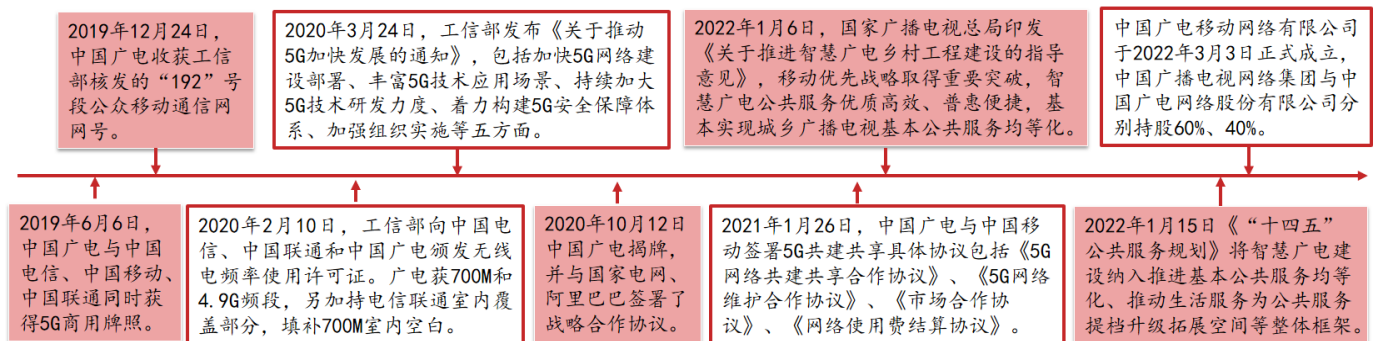 2019年12月24日，
中国广电收获工信
部核发的“192”号
段公众移动通信网
网号。
2020年3月24日，工信部发布《关于推动
5G加快发展的通知》，包括加快5G网络建
设部署、丰富5G技术应用场景、持续加大
5G技术研发力度、着力构建5G安全保障体
系、加强组织实施等五方面。
2022年1月6日，国家广播电视总局印发
《关于推进智慧广电乡村工程建设的指导
意见》，移动优先战略取得重要突破，智
慧广电公共服务优质高效、普惠便捷，基
本实现城乡广播电视基本公共服务均等化。
中国广电移动网络有限公司
于2022年3月3日正式成立，
中国广播电视网络集团与中
国广电网络股份有限公司分
别持股60%、40%。
2019年6月6日，
中国广电与中国
电信、中国移动、
中国联通同时获
得5G商用牌照。
2020年2月10日，工信部向中国电
信、中国联通和中国广电颁发无线
电频率使用许可证。广电获700M和
4.9G频段，另加持电信联通室内覆
盖部分，填补700M室内空白。
2020年10月12日
中国广电揭牌，
并与国家电网、
阿里巴巴签署了
战略合作协议。
2021年1月26日，中国广电与中国移
动签署5G共建共享具体协议包括《5G
网络共建共享合作协议》、《5G网络
维护合作协议》、《市场合作协
议》、《网络使用费结算协议》。
2022年1月15日《“十四五”
公共服务规划》将智慧广电建
设纳入推进基本公共服务均等
化、推动生活服务为公共服务
提档升级拓展空间等整体框架。